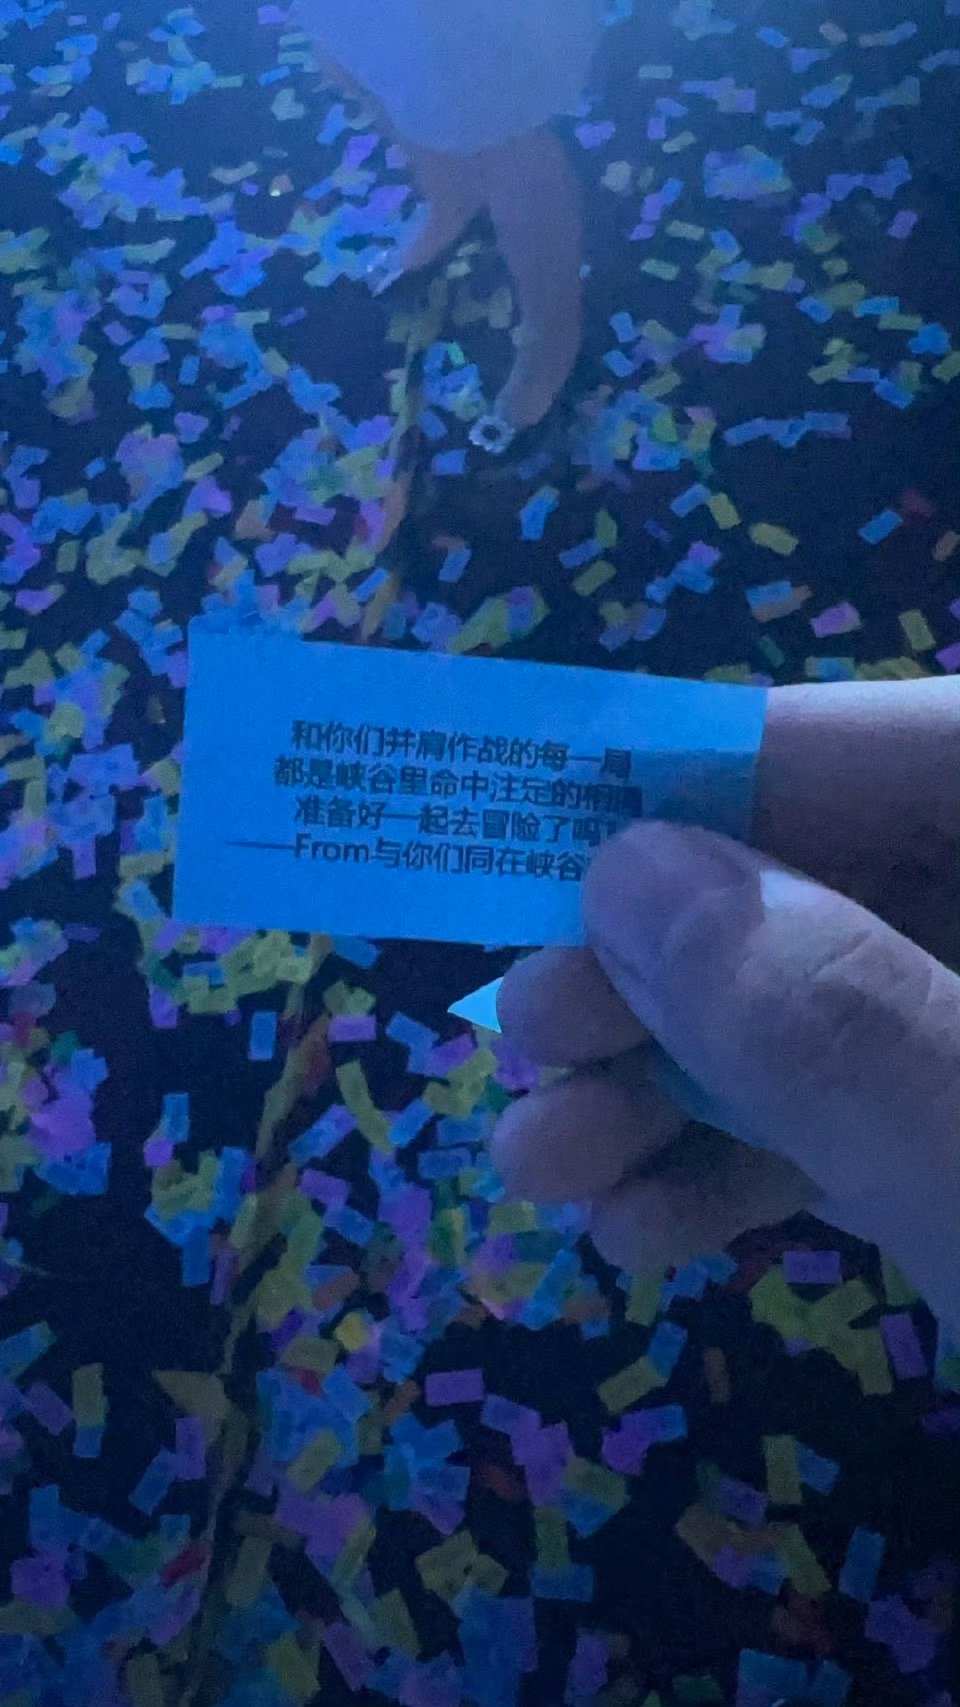 和你们并肩作战的每一局
都是峡谷里命中注定的相遇
准备好一起去冒险了吗
——From与你们同在峡谷